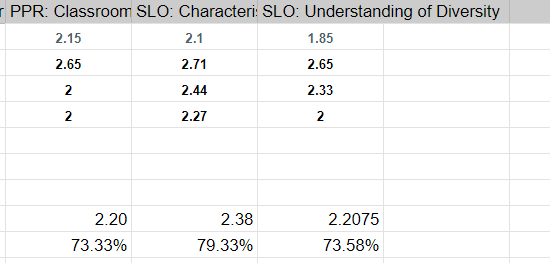 r PPR: Classroom SLO: Characteri SLO: Understanding of Diversity
2.15 2.1 1.85
2.65 2.71 2.65
2 2.44 2.33
2 2.27 2
2.20 2.38 2.2075
73.33% 79.33% 73.58%